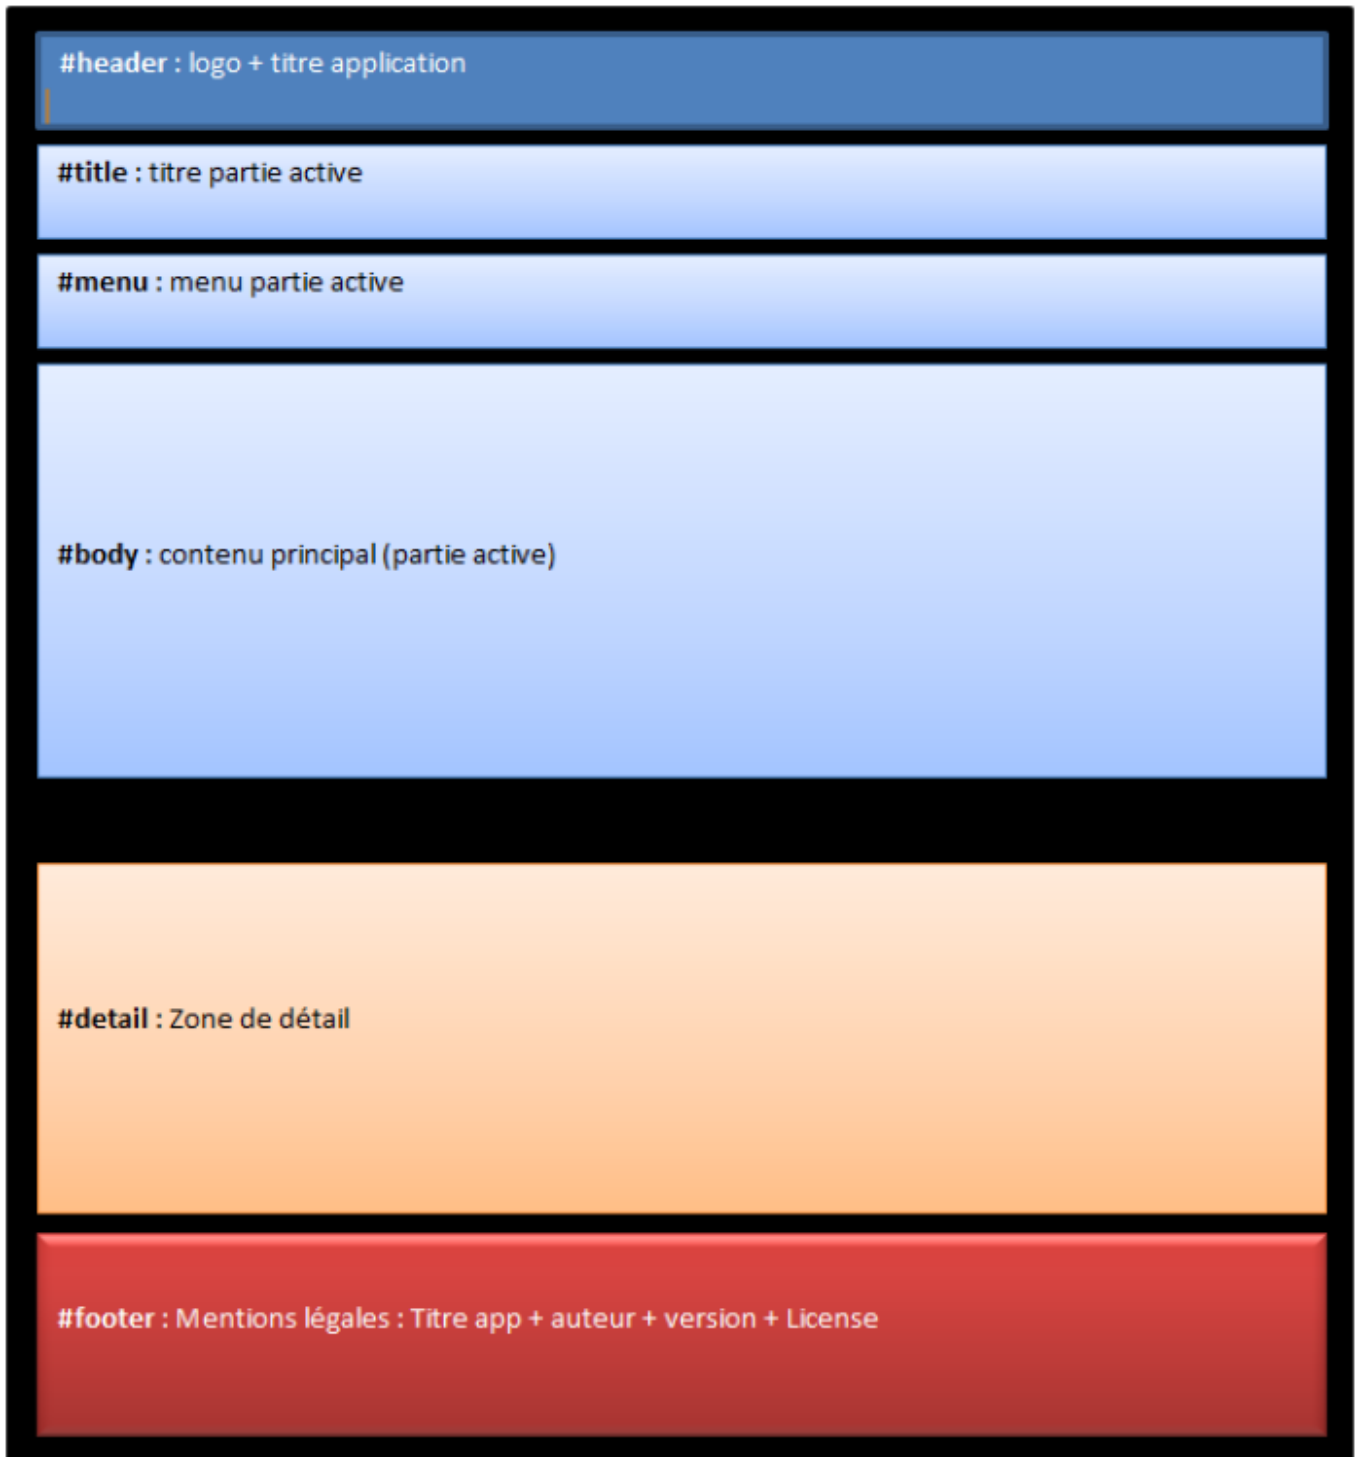 #header : logo + titre application
#title : titre partie active
#menu : menu partie active
#body : contenu principal (partie active)
#detail : Zone de détail
#footer : Mentions légales : Titre app + auteur + version + License